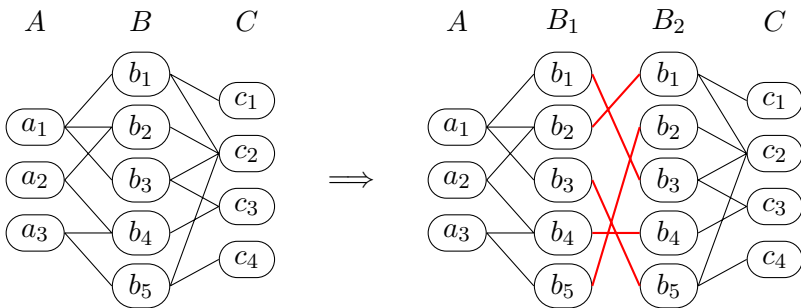 A B C A B₁ B₂ C
b₁ b₁ b₁
c₁ c₁
a₁ b₂ a₁ b₂ b₂
c₂ c₂
a₂ b₃ ⟹ a₂ b₃ b₃
c₃ c₃
a₃ b₄ a₃ b₄ b₄
c₄ c₄
b₅ b₅ b₅